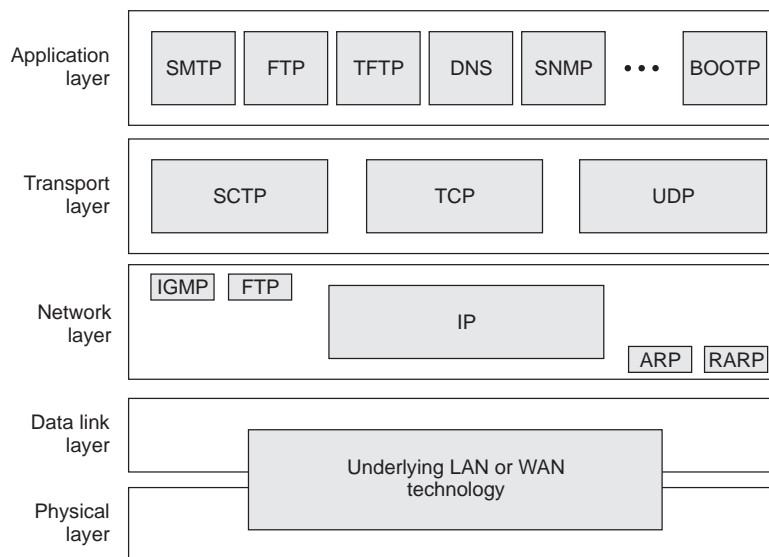 Application
layer
SMTP FTP TFTP DNS SNMP ••• BOOTP
Transport
layer
SCTP TCP UDP
Network
layer
IGMP FTP
IP
ARP RARP
Data link
layer
Underlying LAN or WAN
technology
Physical
layer